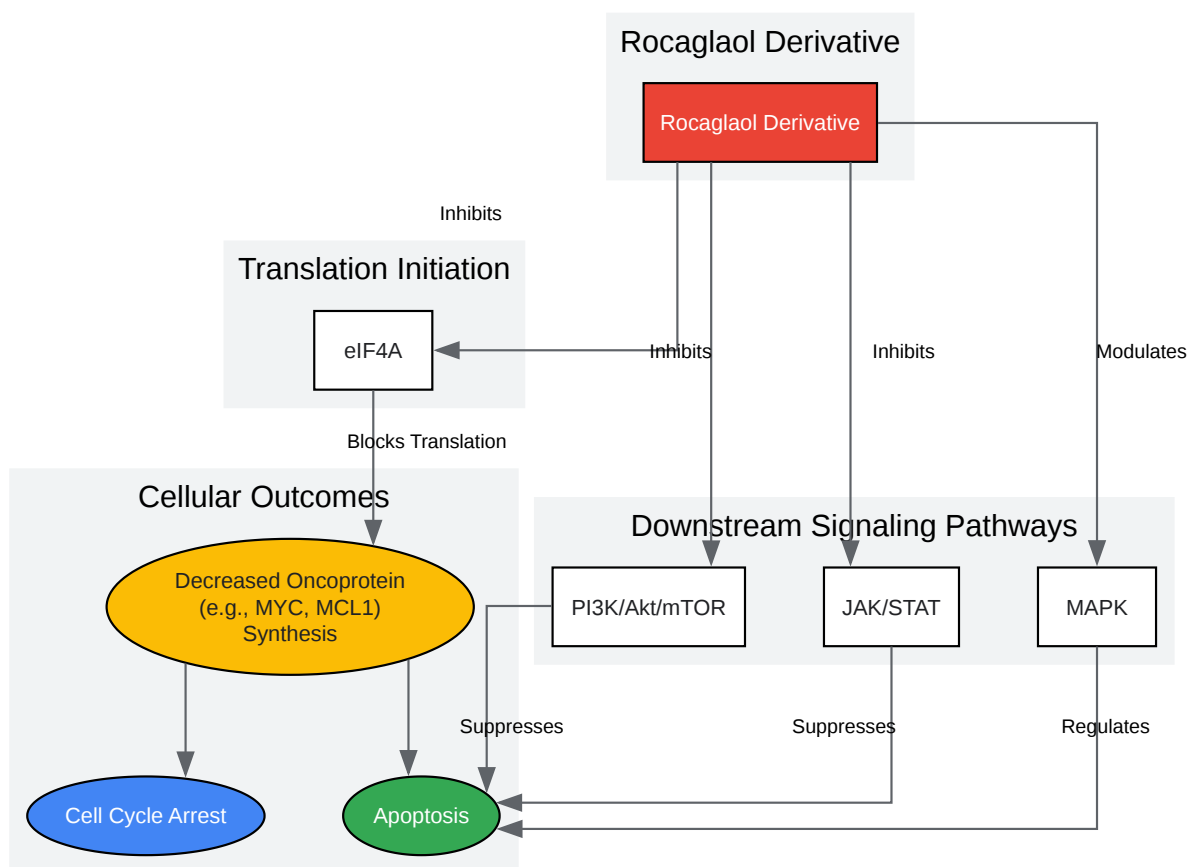 Rocaglaol Derivative
Rocaglaol Derivative
Inhibits
Translation Initiation
eIF4A
Inhibits
Inhibits
Modulates
Blocks Translation
Cellular Outcomes
Downstream Signaling Pathways
Decreased Oncoprotein
(e.g., MYC, MCL1)
Synthesis
PI3K/Akt/mTOR
JAK/STAT
MAPK
Suppresses
Suppresses
Regulates
Cell Cycle Arrest
Apoptosis